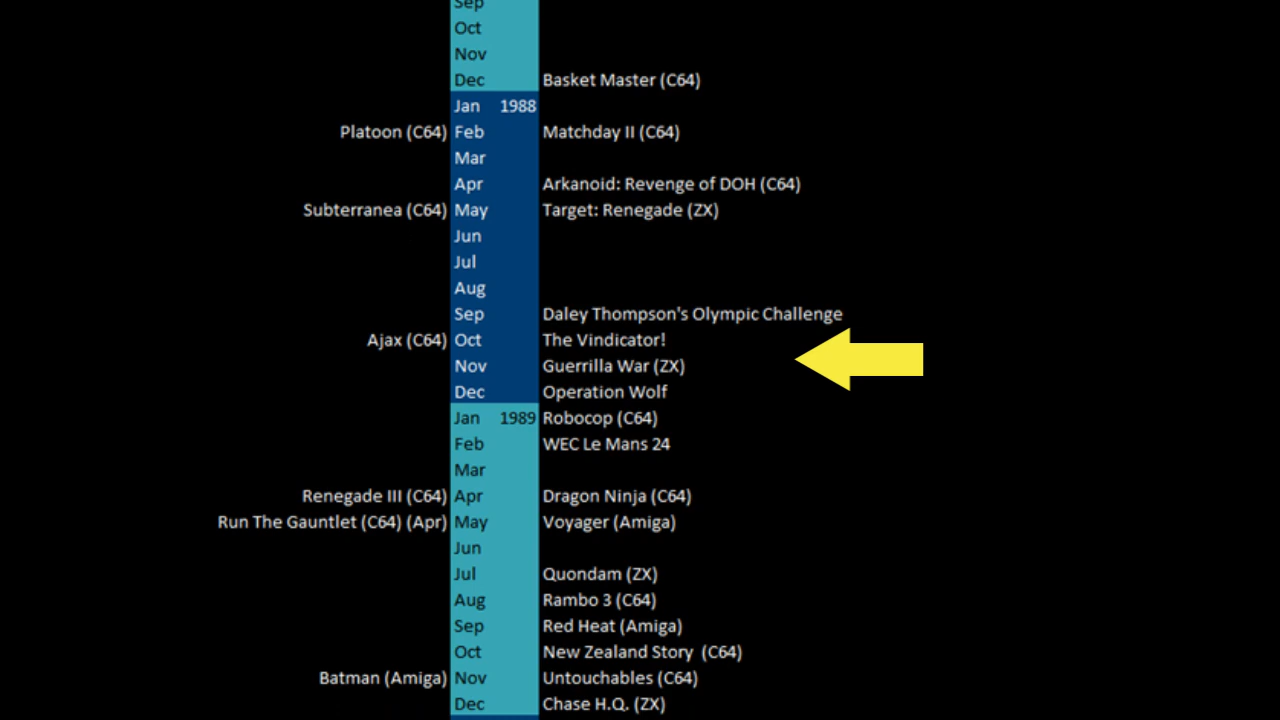 Sep
Oct
Nov
Dec Basket Master (C64)
Jan 1988
Platoon (C64) Feb Matchday II (C64)
Mar
Apr Arkanoid: Revenge of DOH (C64)
Subterranea (C64) May Target: Renegade (ZX)
Jun
Jul
Aug
Sep Daley Thompson's Olympic Challenge
Ajax (C64) Oct The Vindicator!
Nov Guerrilla War (ZX)
Dec Operation Wolf
Jan 1989 Robocop (C64)
Feb WEC Le Mans 24
Mar
Renegade III (C64) Apr Dragon Ninja (C64)
Run The Gauntlet (C64) (Apr) May Voyager (Amiga)
Jun
Jul Quondam (ZX)
Aug Rambo 3 (C64)
Sep Red Heat (Amiga)
Oct New Zealand Story (C64)
Batman (Amiga) Nov Untouchables (C64)
Dec Chase H.Q. (ZX)